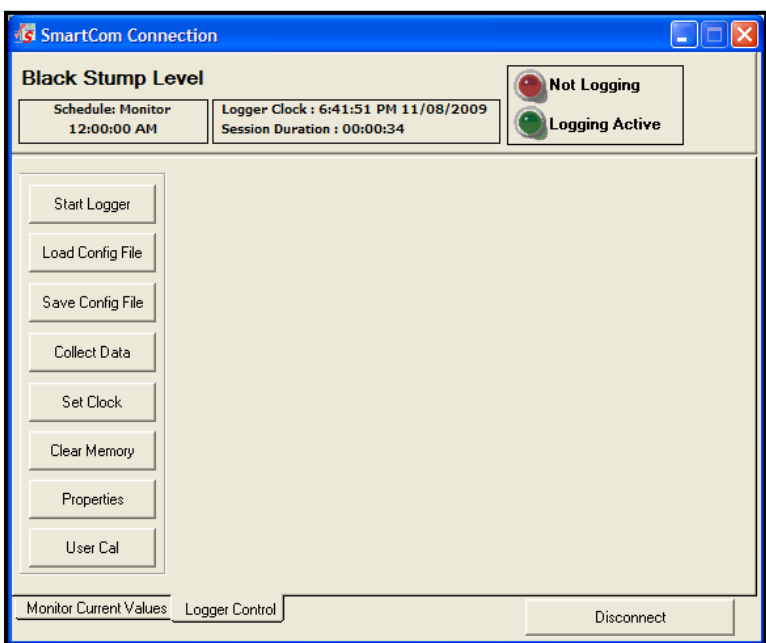 SmartCom Connection
Black Stump Level
Schedule: Monitor
12:00:00 AM
Logger Clock : 6:41:51 PM 11/08/2009
Session Duration : 00:00:34
Not Logging
Logging Active
Start Logger
Load Config File
Save Config File
Collect Data
Set Clock
Clear Memory
Properties
User Cal
Monitor Current Values
Logger Control
Disconnect